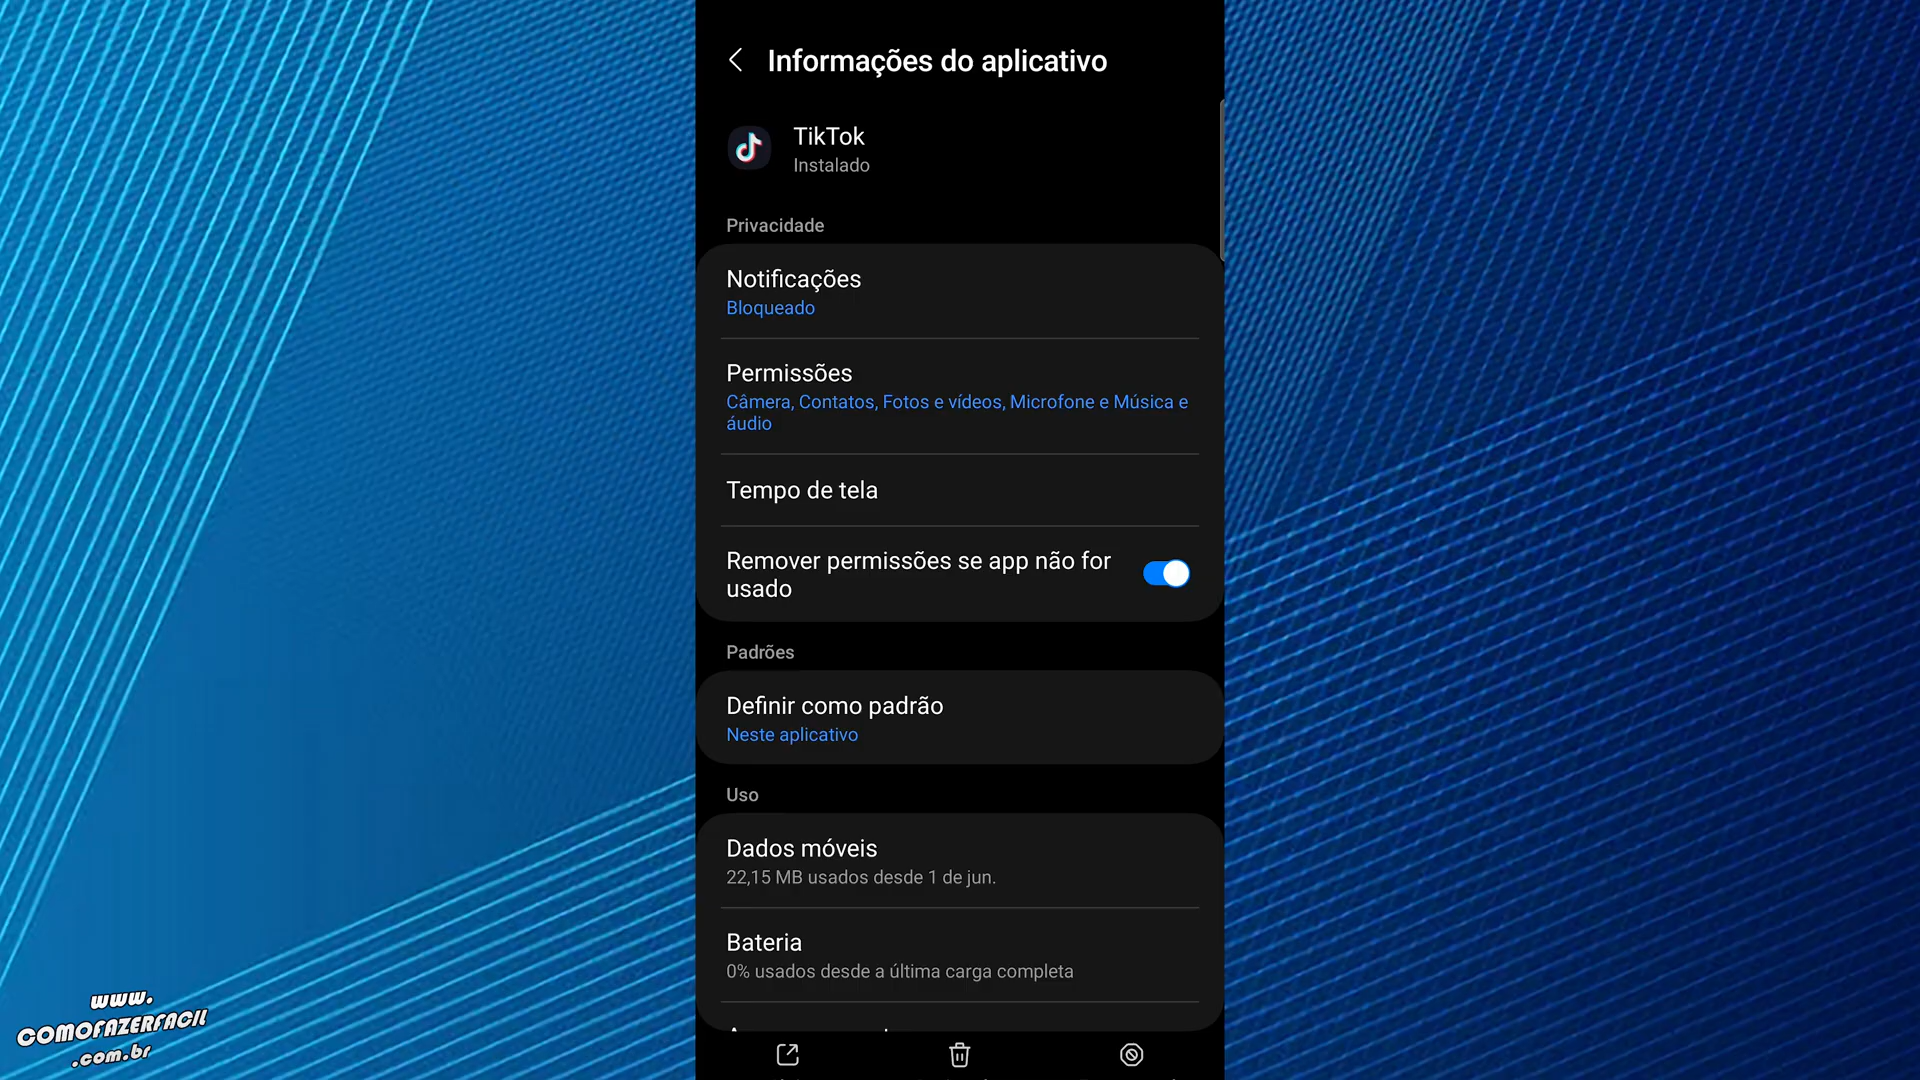 Informações do aplicativo
TikTok
Instalado
Privacidade
Notificações
Bloqueado
Permissões
Câmera, Contatos, Fotos e vídeos, Microfone e Música e
áudio
Tempo de tela
Remover permissões se app não for
usado
Padrões
Definir como padrão
Neste aplicativo
Uso
Dados móveis
22,15 MB usados desde 1 de jun.
Bateria
0% usados desde a última carga completa
www.
COMOFAZERFACIL
.com.br